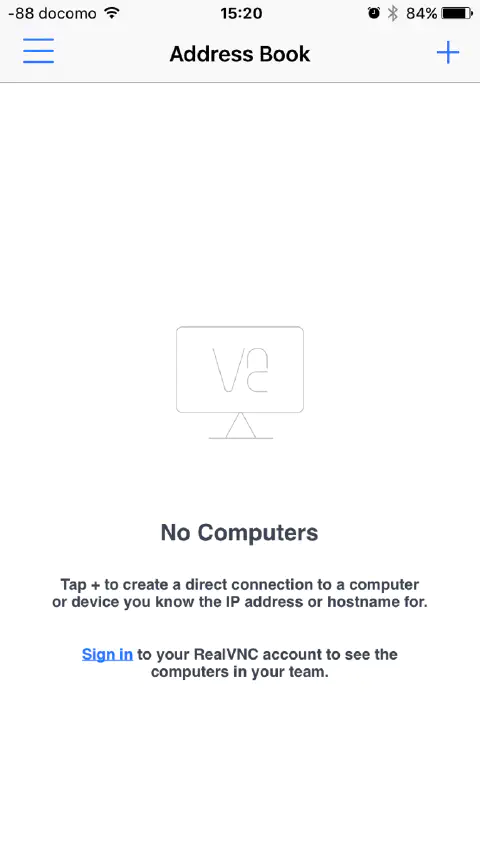 -88 docomo 15:20 84%
Address Book
No Computers
Tap + to create a direct connection to a computer
or device you know the IP address or hostname for.
Sign in to your RealVNC account to see the
computers in your team.